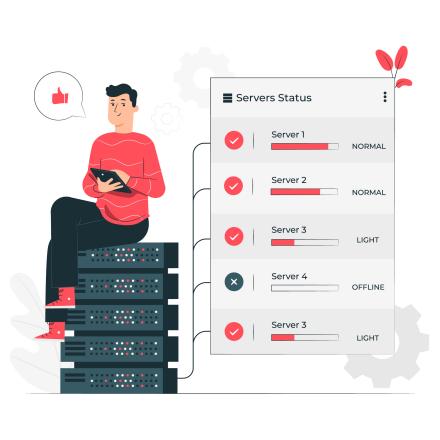 Servers Status
Server 1
NORMAL
Server 2
NORMAL
Server 3
LIGHT
Server 4
OFFLINE
Server 3
LIGHT